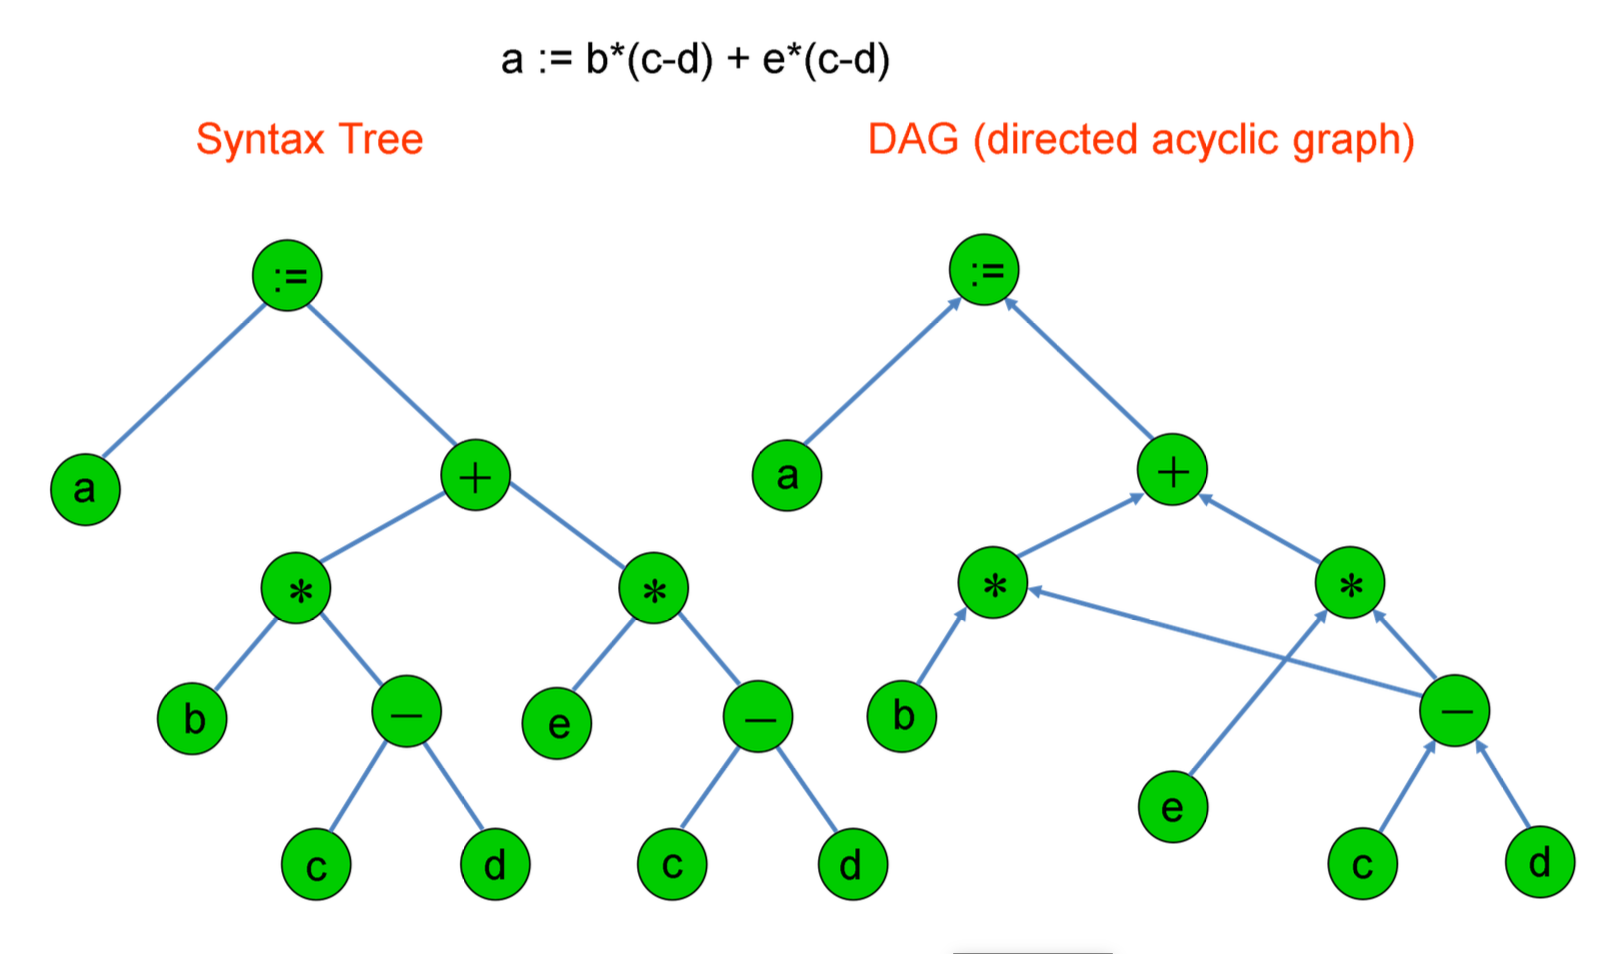 a := b*(c-d) + e*(c-d)
Syntax Tree
DAG (directed acyclic graph)
:=
:=
a
+
a
+
*
*
*
*
b
—
e
—
b
—
e
c
d
c
d
c
d